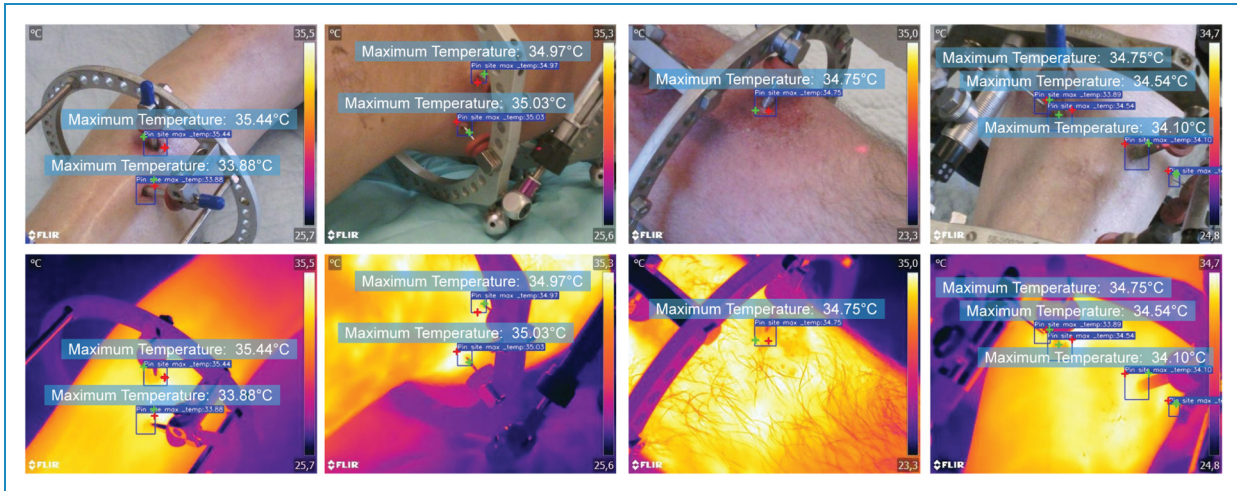 °C
35,5
Maximum Temperature: 35.44°C
Pin site max _temp:35.44
Maximum Temperature: 33.88°C
Pin site max _temp:33.88
FLIR
25,7
35,3
Maximum Temperature: 34.97°C
Pin site max _temp:34.97
Maximum Temperature: 35.03°C
Pin site max _temp:35.03
FLIR
25,6
°C
35,0
Maximum Temperature: 34.75°C
Pin site max _temp:34.75
FLIR
23,3
°C
34,7
Maximum Temperature: 34.75°C
Maximum Temperature: 34.54°C
Pin site max _temp:33.89
Pin site max _temp:34.54
Maximum Temperature: 34.10°C
Pin site max _temp:34.10
Pin site max _t
FLIR
24,8
°C
35,5
Maximum Temperature: 35.44°C
Pin site max _temp:35.44
Maximum Temperature: 33.88°C
Pin site max _temp:33.88
FLIR
25,7
°C
35,3
Maximum Temperature: 34.97°C
Pin site max _temp:34.97
Maximum Temperature: 35.03°C
Pin site max _temp:35.03
FLIR
25,6
°C
35,0
Maximum Temperature: 34.75°C
Pin site max _temp:34.75
FLIR
23,3
°C
34,7
Maximum Temperature: 34.75°C
Maximum Temperature: 34.54°C
Pin site max _temp:33.89
Pin site max _temp:34.54
Maximum Temperature: 34.10°C
Pin site max _temp:34.10
Pin site max _t
FLIR
24,8